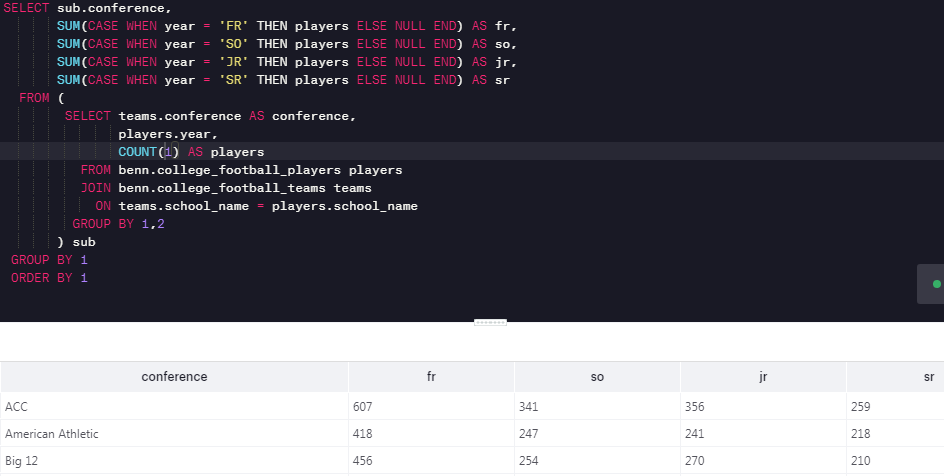 SELECT sub.conference,
SUM(CASE WHEN year = 'FR' THEN players ELSE NULL END) AS fr,
SUM(CASE WHEN year = 'SO' THEN players ELSE NULL END) AS so,
SUM(CASE WHEN year = 'JR' THEN players ELSE NULL END) AS jr,
SUM(CASE WHEN year = 'SR' THEN players ELSE NULL END) AS sr
FROM (
SELECT teams.conference AS conference,
players.year,
COUNT(1) AS players
FROM benn.college_football_players players
JOIN benn.college_football_teams teams
ON teams.school_name = players.school_name
GROUP BY 1,2
) sub
GROUP BY 1
ORDER BY 1
conference fr so jr sr
ACC 607 341 356 259
American Athletic 418 247 241 218
Big 12 456 254 270 210